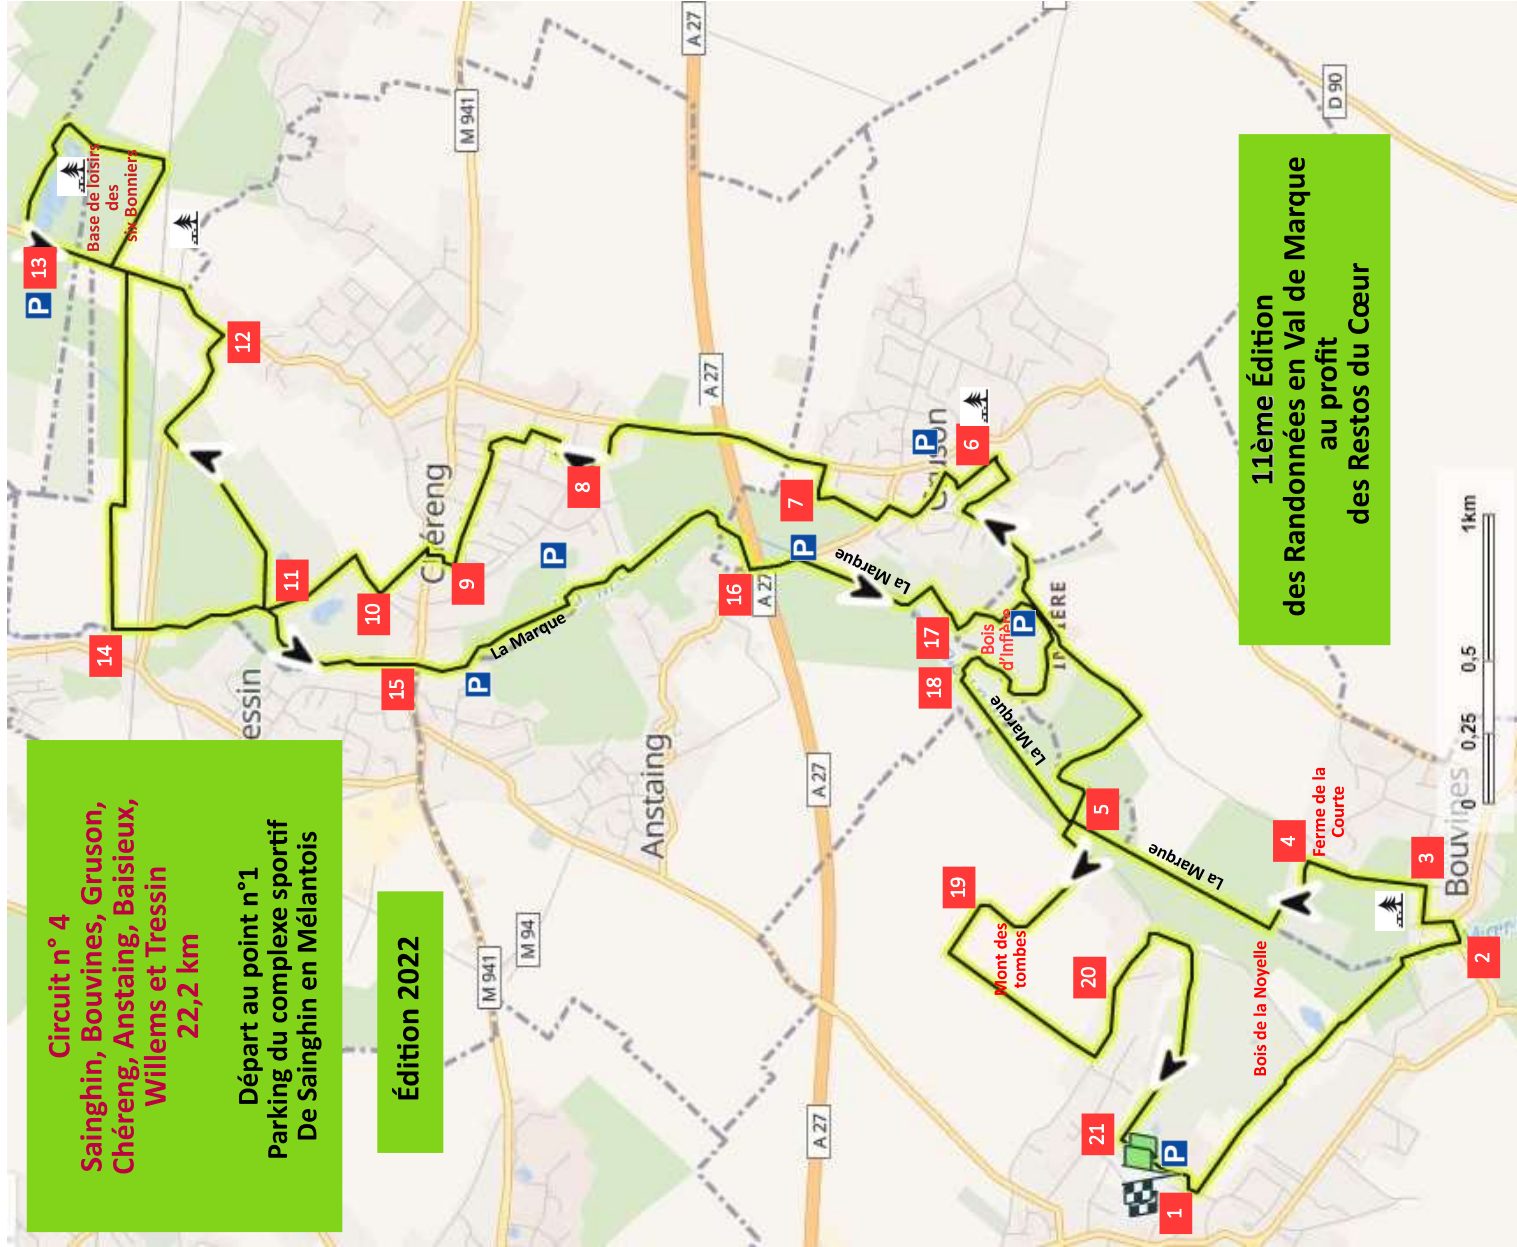 Circuit n° 4
Sainghin, Bouvines, Gruson,
Chéreng, Anstaing, Baisieux,
Willems et Tressin
22,2 km
Départ au point n°1
Parking du complexe sportif
De Sainghin en Mélantois
Édition 2022
11ème Édition
des Randonnées en Val de Marque
au profit
des Restos du Cœur
Base de loisirs
des
six Bonniers
13
P
12
14
11
10
9
8
15
P
P
essin
Chéreng
Anstaing
M 941
M 941
M 94
A 27
A 27
A 27
A 27
A 27
D 90
La Marque
16
7
P
La Marque
P
6
17
18
Bois
d'Infière
P
La Marque
5
La Marque
4
Ferme de la
Courte
3
Bouvines
2
Bois de la Noyelle
19
Mont des
tombes
20
21
P
1
0
0,25
0,5
1km